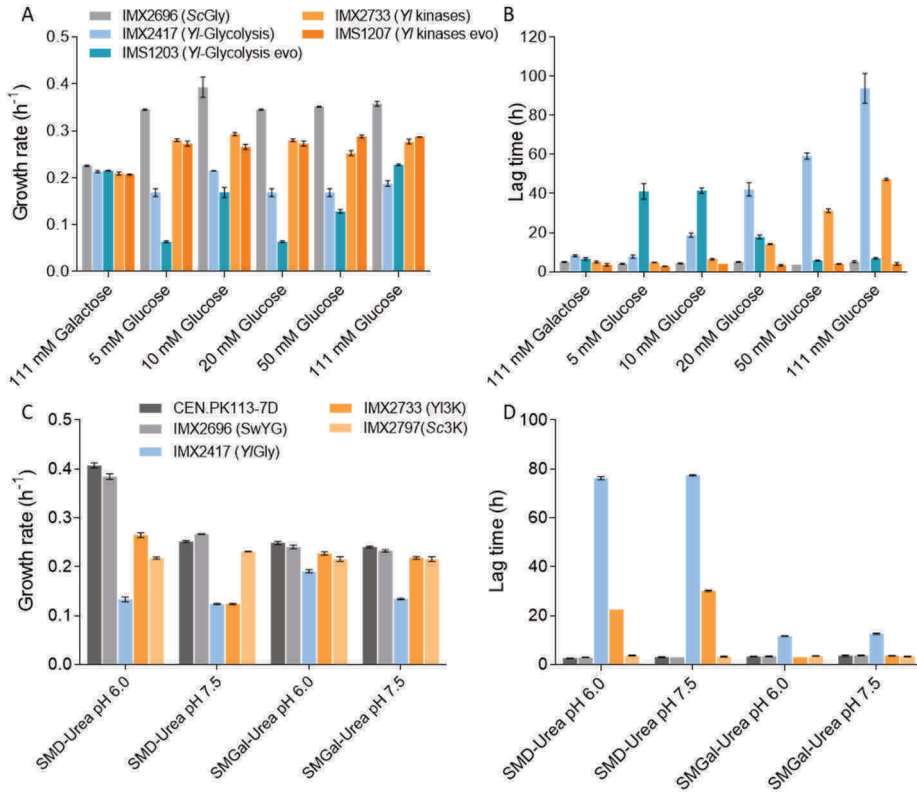 A
IMX2696 (ScGly)
IMX2733 (Yl kinases)
IMX2417 (Yl-Glycolysis)
IMS1207 (Yl kinases evo)
IMS1203 (Yl-Glycolysis evo)
Growth rate (h⁻¹)
0.5
0.4
0.3
0.2
0.1
0.0
111 mM Galactose
5 mM Glucose
10 mM Glucose
20 mM Glucose
50 mM Glucose
111 mM Glucose
B
Lag time (h)
120
100
80
60
40
20
0
111 mM Galactose
5 mM Glucose
10 mM Glucose
20 mM Glucose
50 mM Glucose
111 mM Glucose
C
CEN.PK113-7D
IMX2733 (Yl3K)
IMX2696 (SwYG)
IMX2797(Sc3K)
IMX2417 (YlGly)
Growth rate (h⁻¹)
0.5
0.4
0.3
0.2
0.1
0.0
SMD-Urea pH 6.0
SMD-Urea pH 7.5
SMGal-Urea pH 6.0
SMGal-Urea pH 7.5
D
Lag time (h)
100
80
60
40
20
0
SMD-Urea pH 6.0
SMD-Urea pH 7.5
SMGal-Urea pH 6.0
SMGal-Urea pH 7.5